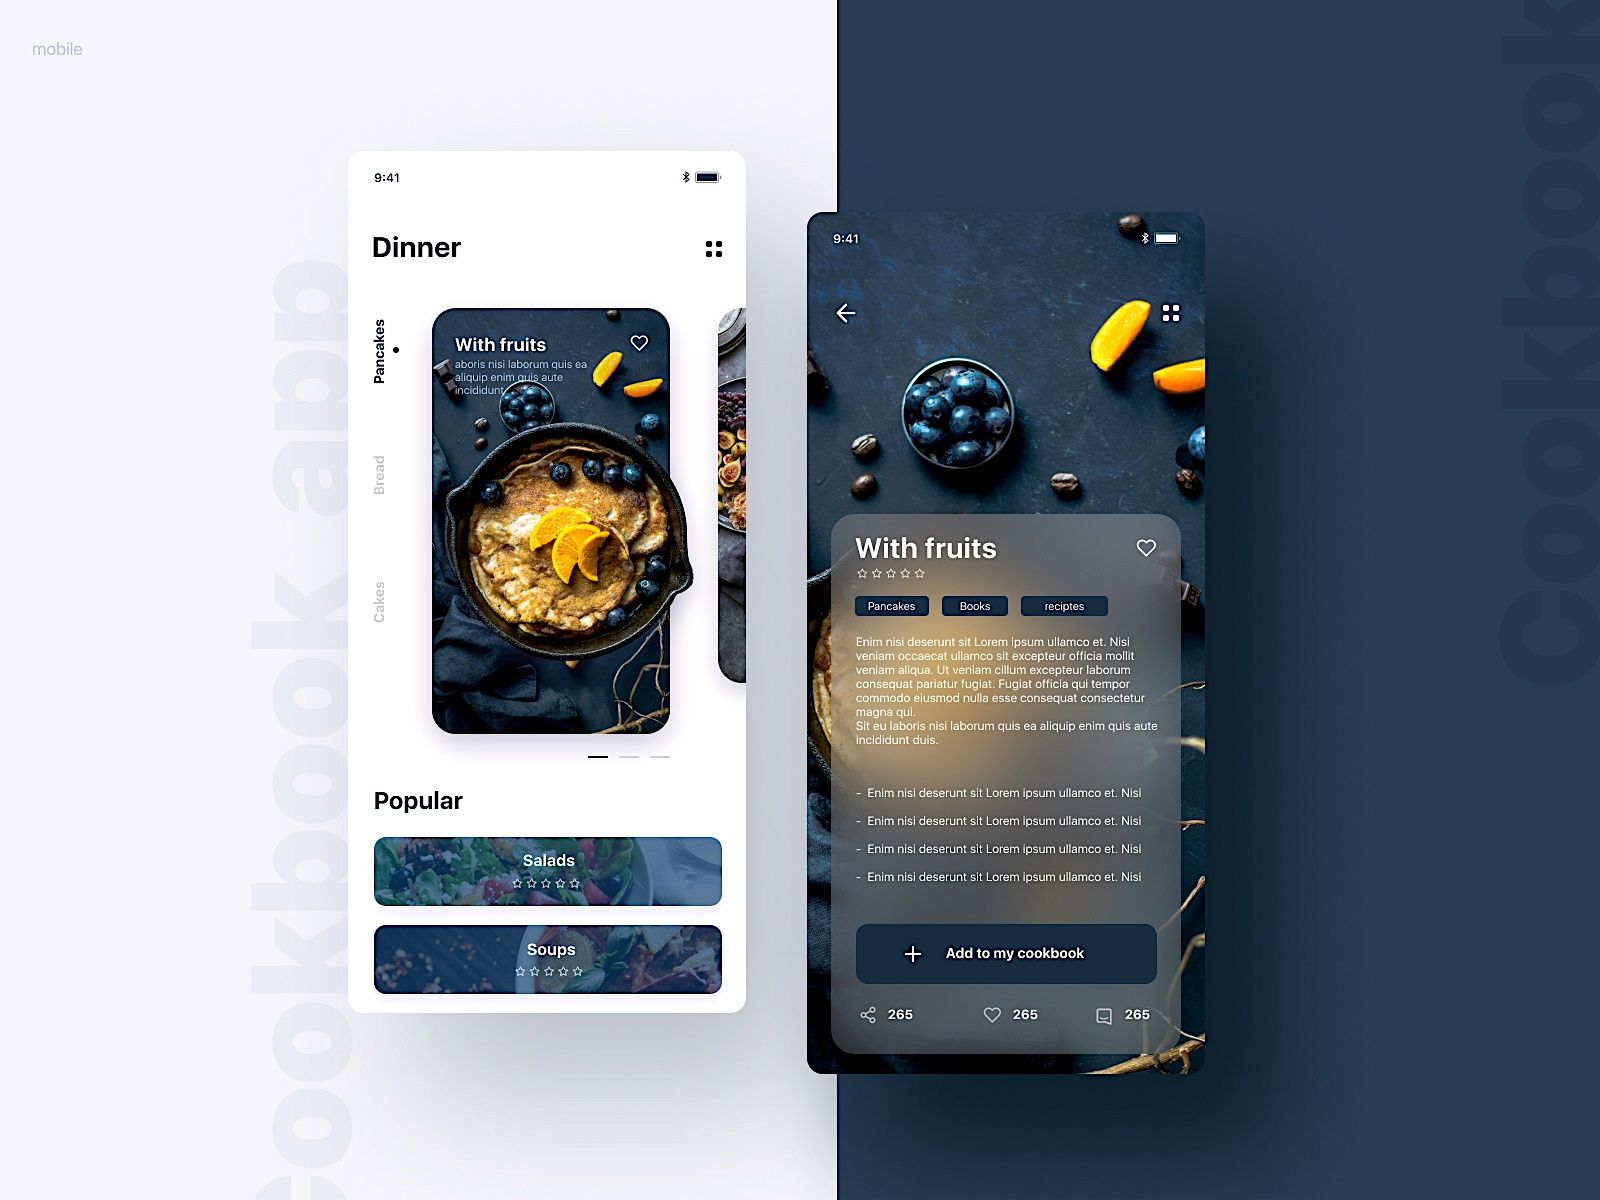 mobile
cookbook app
9:41
Dinner
Pancakes
Bread
Cakes
With fruits
aboris nisi laborum quis ea
aliquip enim quis aute
incididunt
Popular
Salads
Soups
Cookbook
9:41
With fruits
Pancakes
Books
reciptes
Enim nisi deserunt sit Lorem ipsum ullamco et. Nisi
veniam occaecat ullamco sit excepteur officia mollit
veniam aliqua. Ut veniam cillum excepteur laborum
consequat pariatur fugiat. Fugiat officia qui tempor
commodo eiusmod nulla esse consequat consectetur
magna qui.
Sit eu laboris nisi laborum quis ea aliquip enim quis aute
incididunt duis.
- Enim nisi deserunt sit Lorem ipsum ullamco et. Nisi
- Enim nisi deserunt sit Lorem ipsum ullamco et. Nisi
- Enim nisi deserunt sit Lorem ipsum ullamco et. Nisi
- Enim nisi deserunt sit Lorem ipsum ullamco et. Nisi
+ Add to my cookbook
265
265
265